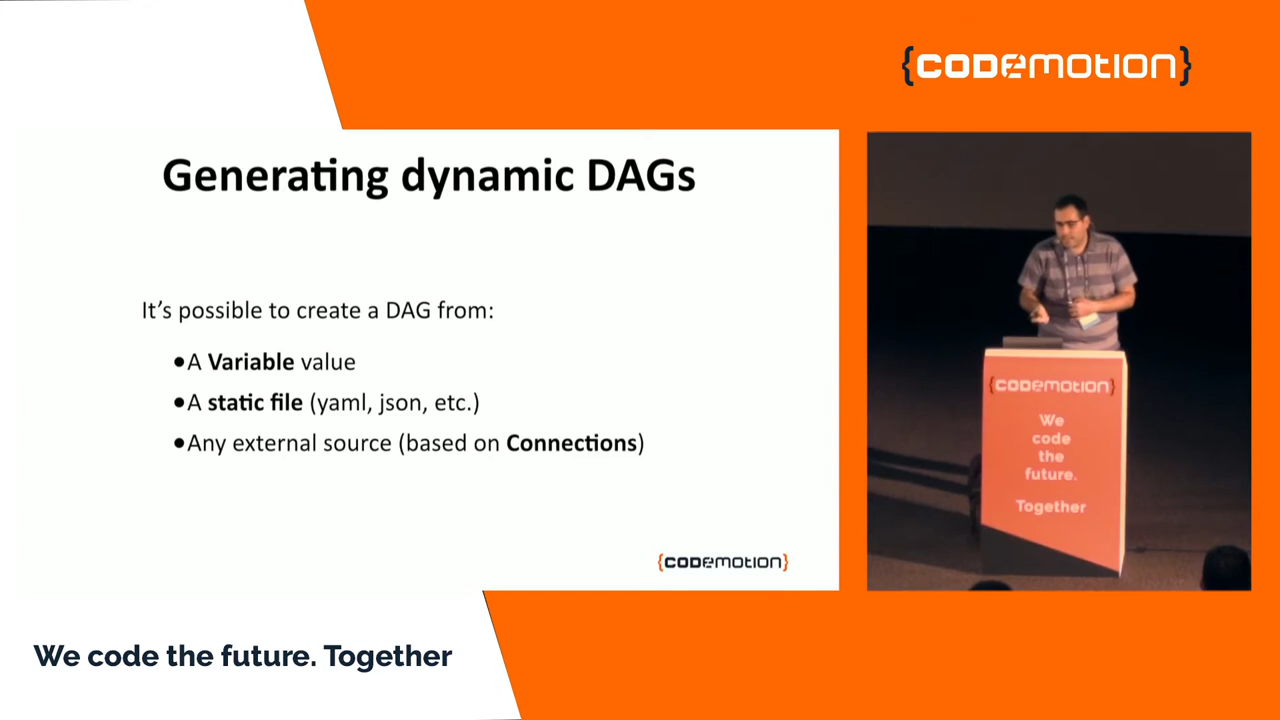 {CODEMOTION}
Generating dynamic DAGs
It’s possible to create a DAG from:
●A Variable value
●A static file (yaml, json, etc.)
●Any external source (based on Connections)
{CODEMOTION}
{CODEMOTION}
We
code
the
future.
Together
We code the future. Together